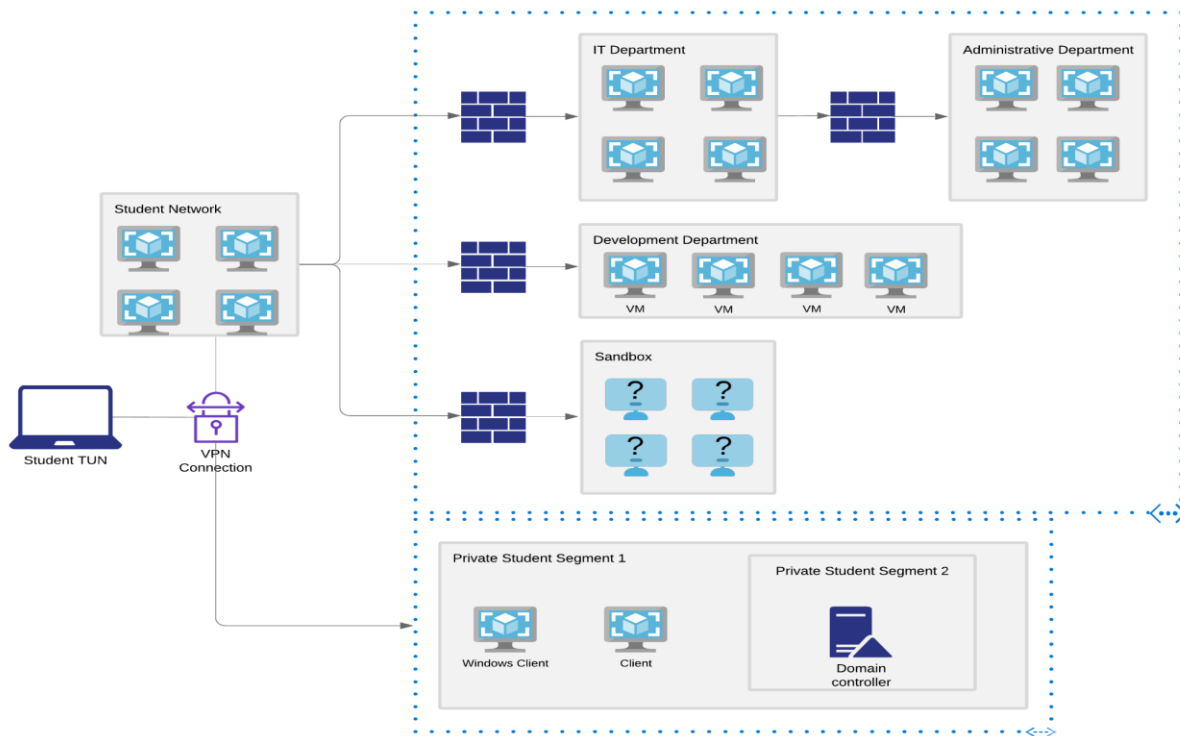 IT Department
Administrative Department
Student Network
Development Department
VM
VM
VM
VM
Sandbox
?
?
?
?
Student TUN
VPN
Connection
Private Student Segment 1
Private Student Segment 2
Windows Client
Client
Domain
controller